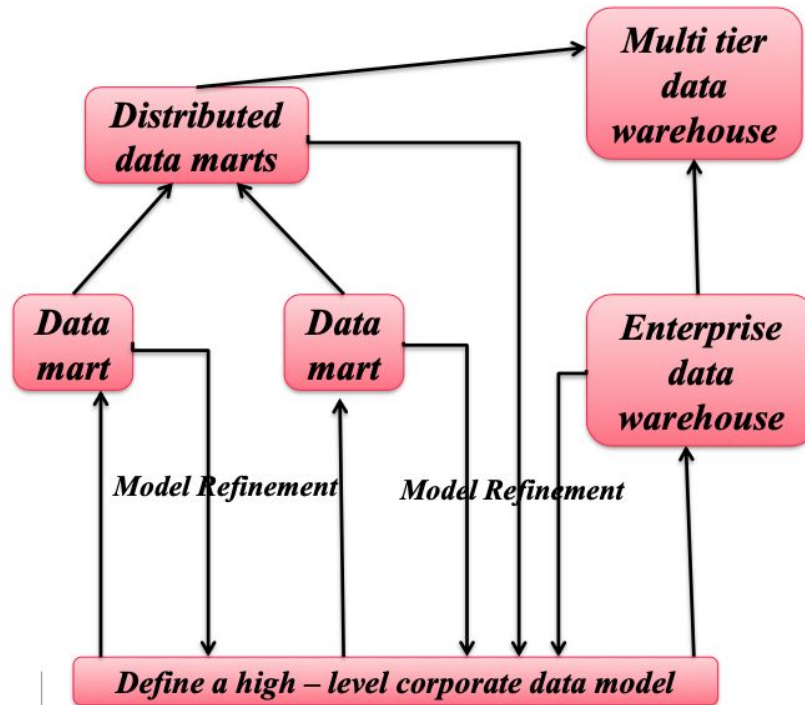 Multi tier
data
warehouse
Distributed
data marts
Data
mart
Data
mart
Enterprise
data
warehouse
Model Refinement
Model Refinement
Define a high – level corporate data model